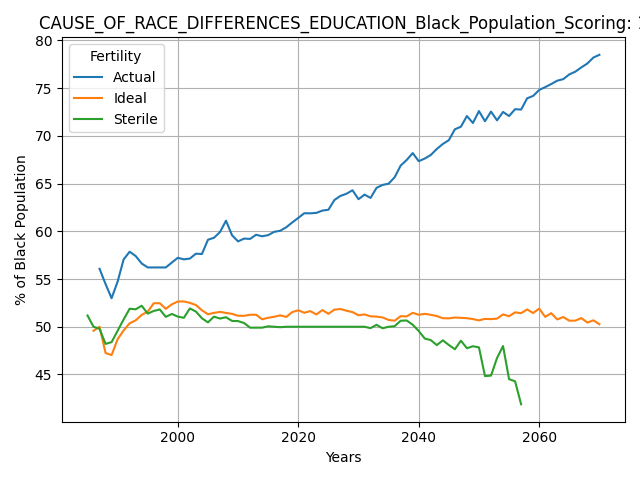 CAUSE_OF_RACE_DIFFERENCES_EDUCATION_Black_Population_Scoring:
80
75
70
65
60
55
50
45
% of Black Population
Fertility
Actual
Ideal
Sterile
2000
2020
2040
2060
Years